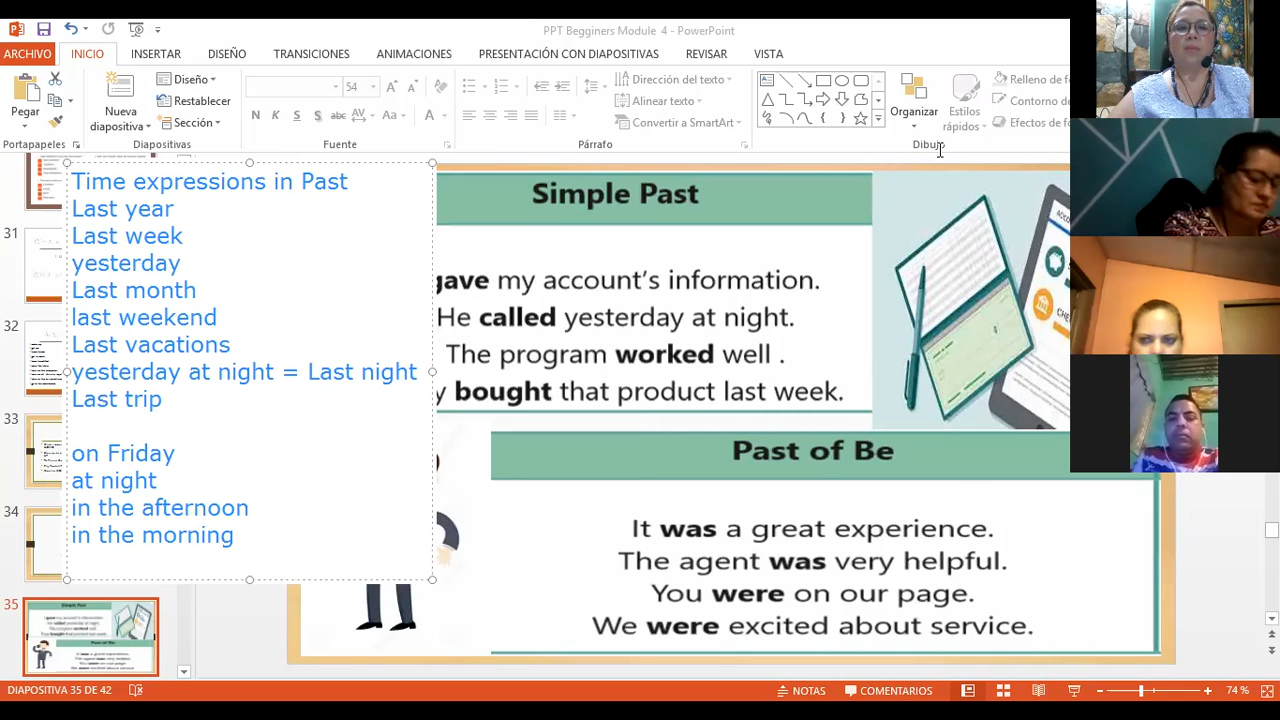 PPT Begginers Module 4 - PowerPoint
ARCHIVO INICIO INSERTAR DISEÑO TRANSICIONES ANIMACIONES PRESENTACIÓN CON DIAPOSITIVAS REVISAR VISTA
Pegar
Nueva diapositiva
Diseño
Restablecer
Sección
54
N K S S abc AV Aa A
Dirección del texto
Alinear texto
Convertir a SmartArt
Organizar
Estilos rápidos
Relleno de
Contorno d
Efectos de f
Portapapeles Diapositivas Fuente Párrafo Dibujo
31
32
33
34
35
Time expressions in Past
Last year
Last week
yesterday
Last month
last weekend
Last vacations
yesterday at night = Last night
Last trip
on Friday
at night
in the afternoon
in the morning
Simple Past
gave my account's information.
He called yesterday at night.
The program worked well .
y bought that product last week.
Past of Be
It was a great experience.
The agent was very helpful.
You were on our page.
We were excited about service.
DIAPOSITIVA 35 DE 42
NOTAS
COMENTARIOS
74 %